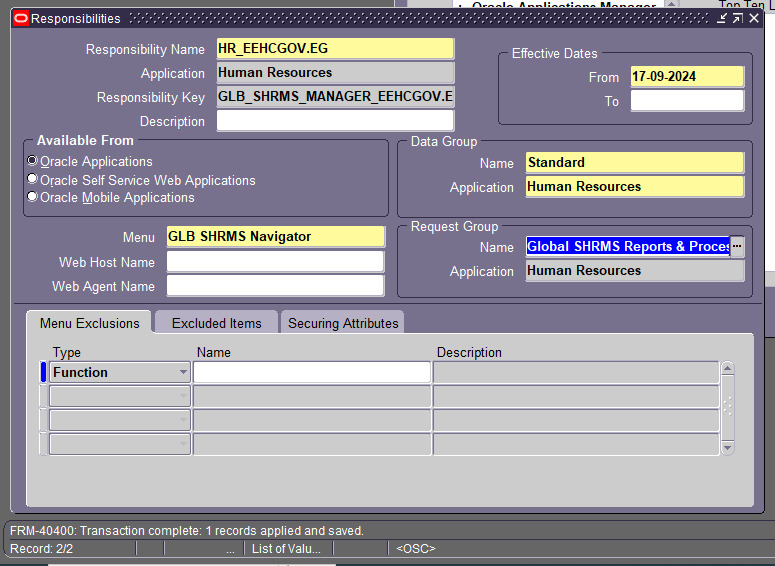 Oracle Applications Manager
Top Ten L
Responsibilities
Responsibility Name HR_EEHCGOV.EG
Application Human Resources
Responsibility Key GLB_SHRMS_MANAGER_EEHCGOV.E
Description
Effective Dates
From 17-09-2024
To
Available From
Oracle Applications
Oracle Self Service Web Applications
Oracle Mobile Applications
Data Group
Name Standard
Application Human Resources
Menu GLB SHRMS Navigator
Web Host Name
Web Agent Name
Request Group
Name Global SHRMS Reports & Proces ...
Application Human Resources
Menu Exclusions Excluded Items Securing Attributes
Type Name Description
Function
FRM-40400: Transaction complete: 1 records applied and saved.
Record: 2/2 ... List of Valu... <OSC>